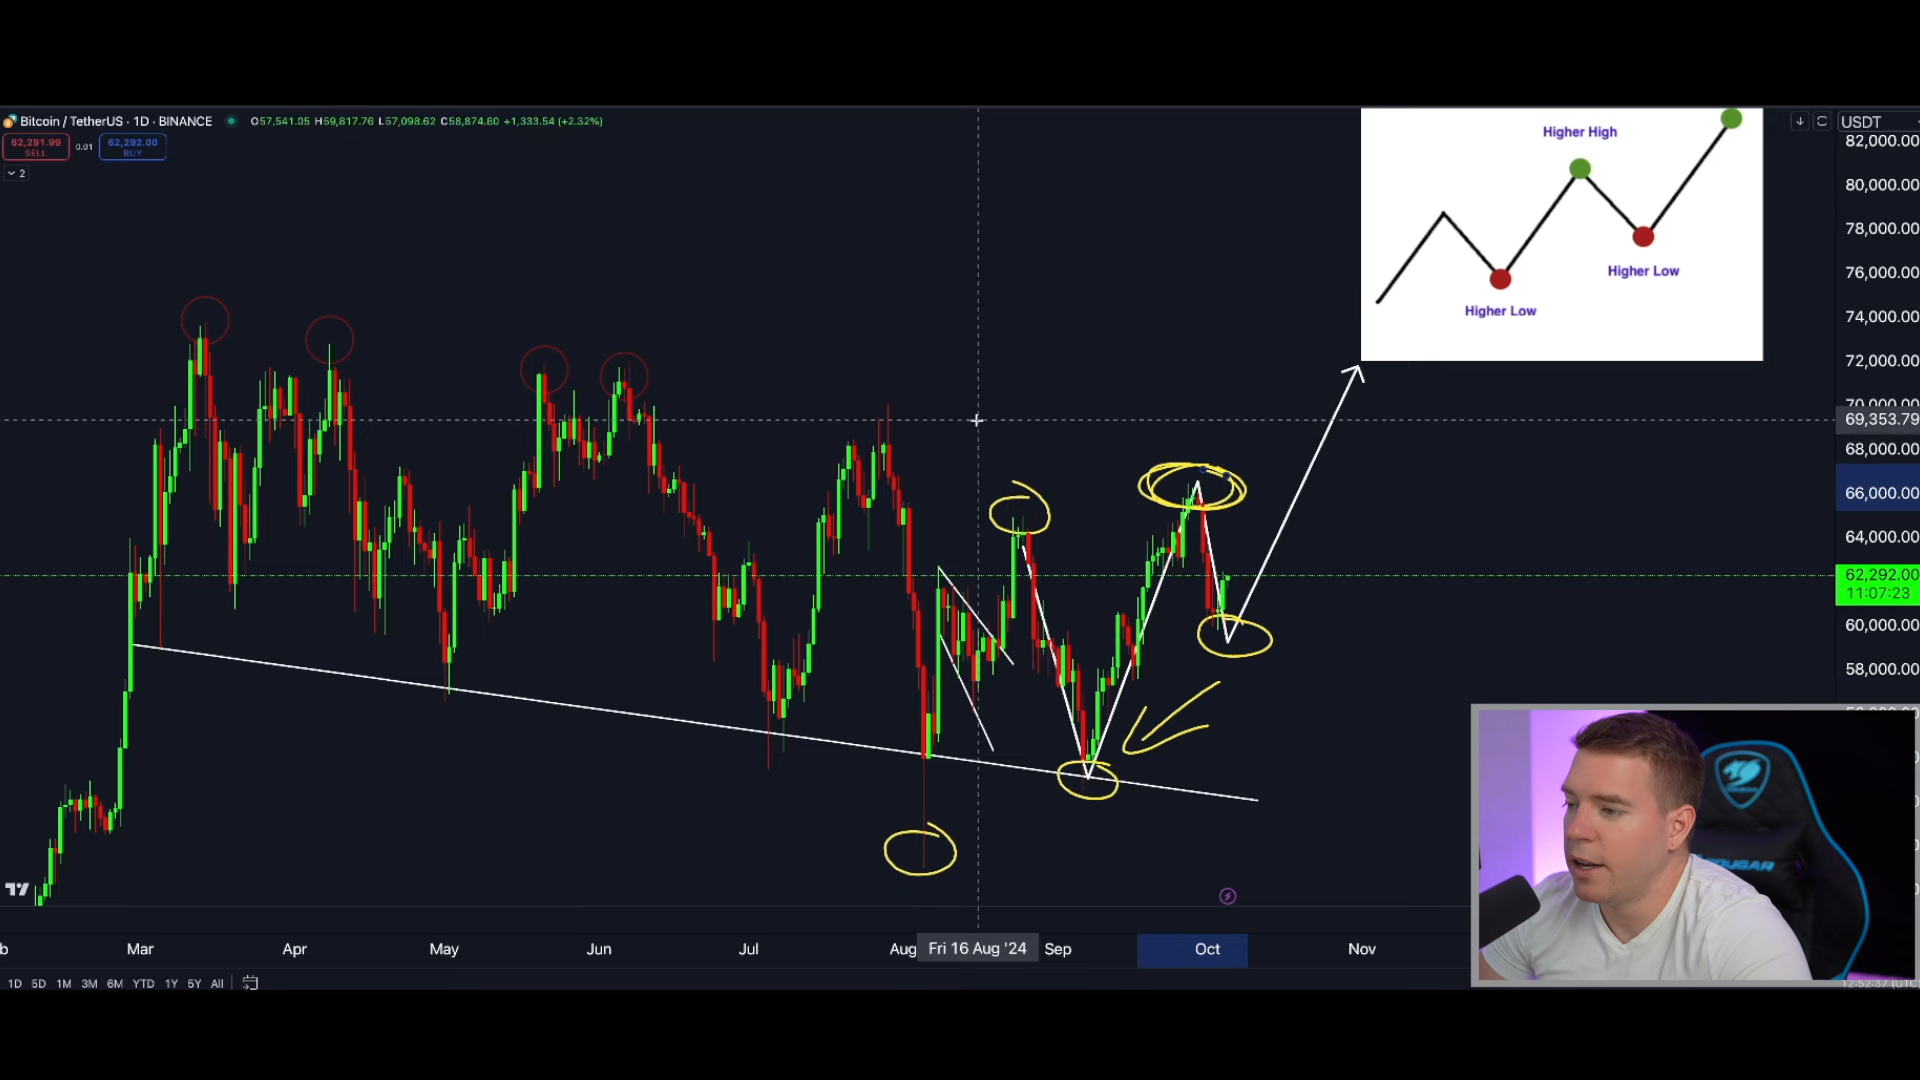 Bitcoin / TetherUS · 1D · BINANCE
O57,541.05 H59,817.76 L57,098.62 C58,874.60 +1,333.54 (+2.32%)
USDT
62,291.99
SELL
0.01
62,292.00
BUY
2
Higher High
Higher Low
Higher Low
82,000.00
80,000.00
78,000.00
76,000.00
74,000.00
72,000.00
70,000.00
69,353.79
68,000.00
66,000.00
64,000.00
62,292.00
11:07:23
60,000.00
58,000.00
COUGAR
Mar
Apr
May
Jun
Jul
Aug
Fri 16 Aug '24
Sep
Oct
Nov
1D 5D 1M 3M 6M YTD 1Y 5Y All